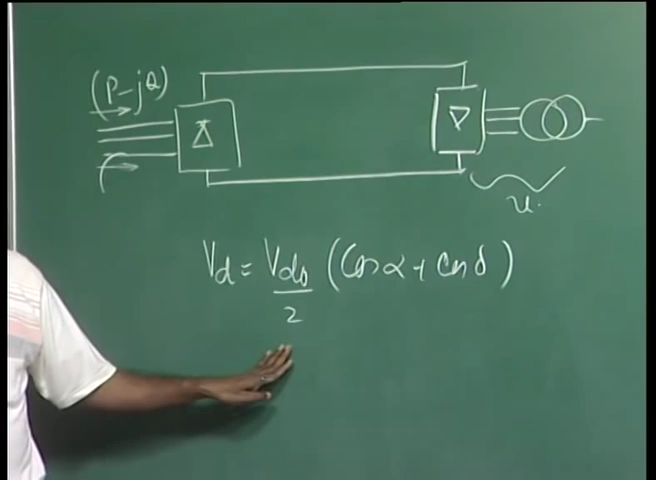 (P-jQ)
u.
Vd = Vdo/2 (Cos α + Cos δ)